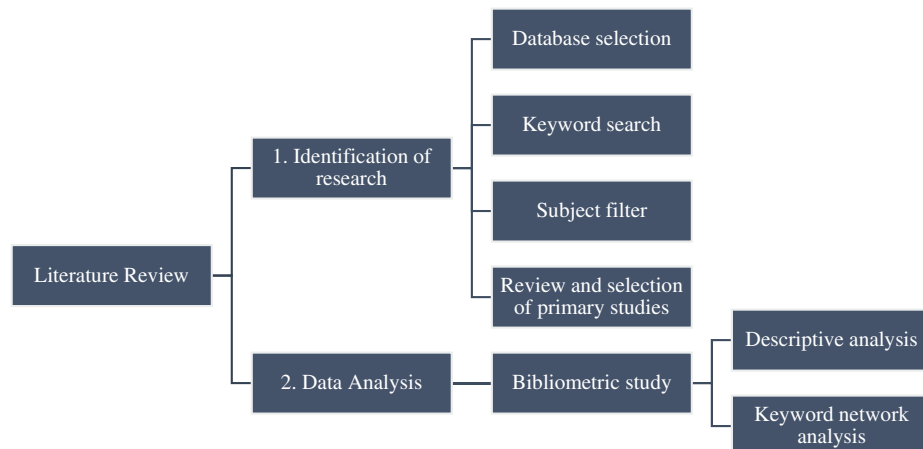 Literature Review
1. Identification of
research
Database selection
Keyword search
Subject filter
Review and selection
of primary studies
2. Data Analysis
Bibliometric study
Descriptive analysis
Keyword network
analysis